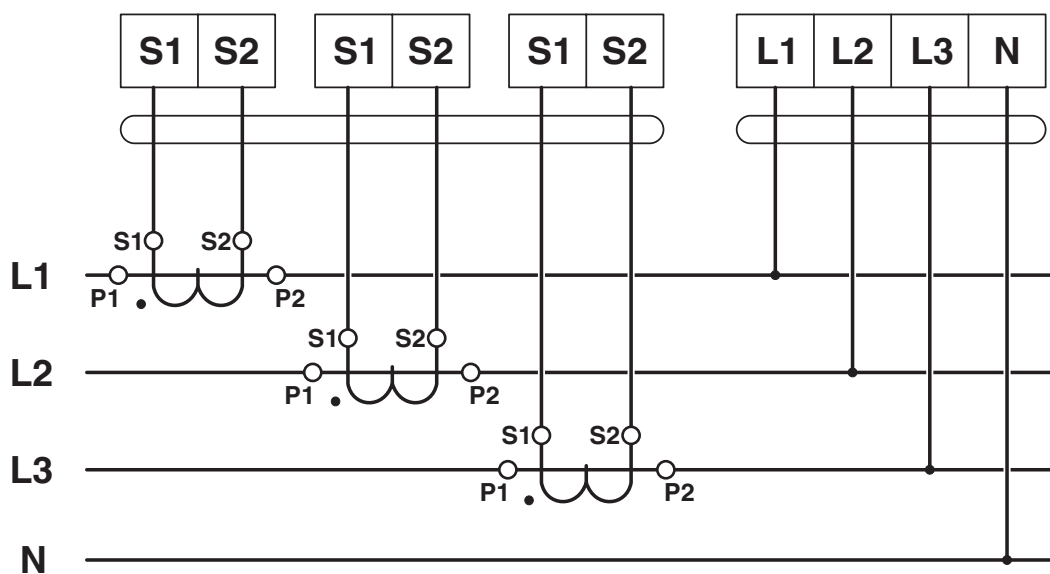 S1 S2 S1 S2 S1 S2 L1 L2 L3 N
S1 S2
L1
P1 P2
S1 S2
L2
P1 P2
S1 S2
L3
P1 P2
N